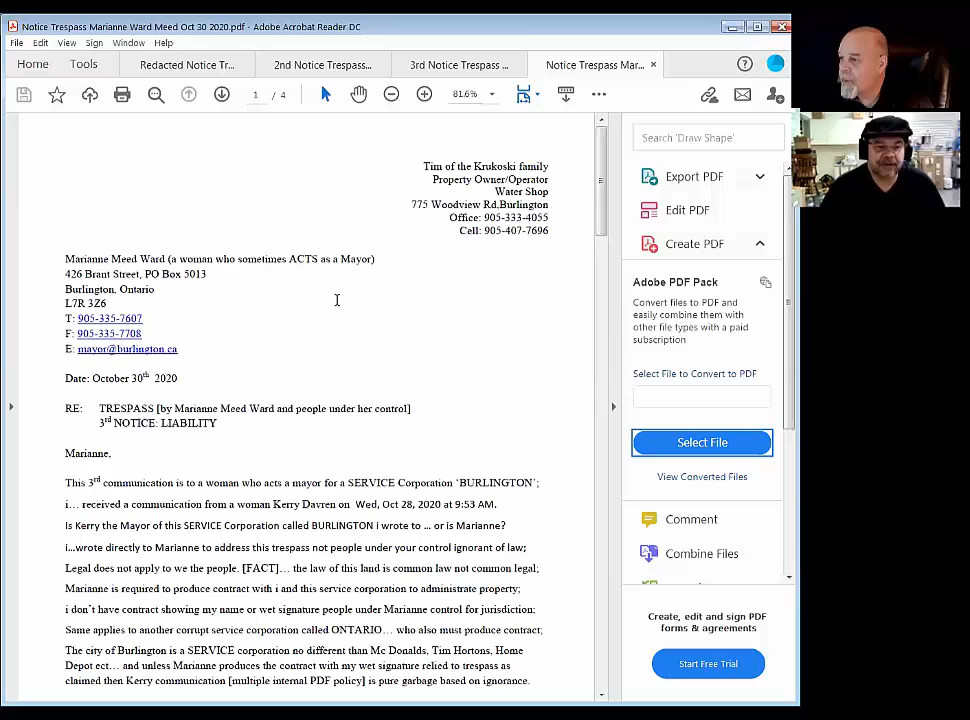 Notice Trespass Marianne Ward Meed Oct 30 2020.pdf - Adobe Acrobat Reader DC
File Edit View Sign Window Help
Home Tools Redacted Notice Tr... 2nd Notice Trespass... 3rd Notice Trespass ... Notice Trespass Mar... ×
1 / 4 81.6%
Tim of the Krukoski family
Property Owner/Operator
Water Shop
775 Woodview Rd,Burlington
Office: 905-333-4055
Cell: 905-407-7696
Marianne Meed Ward (a woman who sometimes ACTS as a Mayor)
426 Brant Street, PO Box 5013
Burlington, Ontario
L7R 3Z6
T: 905-335-7607
F: 905-335-7708
E: mayor@burlington.ca
Date: October 30th 2020
RE: TRESPASS [by Marianne Meed Ward and people under her control]
3rd NOTICE: LIABILITY
Marianne,
This 3rd communication is to a woman who acts a mayor for a SERVICE Corporation 'BURLINGTON';
i... received a communication from a woman Kerry Davren on Wed, Oct 28, 2020 at 9:53 AM.
Is Kerry the Mayor of this SERVICE Corporation called BURLINGTON i wrote to ... or is Marianne?
i...wrote directly to Marianne to address this trespass not people under your control ignorant of law;
Legal does not apply to we the people. [FACT]... the law of this land is common law not common legal;
Marianne is required to produce contract with i and this service corporation to administrate property;
i don't have contract showing my name or wet signature people under Marianne control for jurisdiction;
Same applies to another corrupt service corporation called ONTARIO... who also must produce contract;
The city of Burlington is a SERVICE corporation no different than Mc Donalds, Tim Hortons, Home
Depot ect... and unless Marianne produces the contract with my wet signature relied to trespass as
claimed then Kerry communication [multiple internal PDF policy] is pure garbage based on ignorance.
Search 'Draw Shape'
Export PDF
Edit PDF
Create PDF
Adobe PDF Pack
Convert files to PDF and
easily combine them with
other file types with a paid
subscription
Select File to Convert to PDF
Select File
View Converted Files
Comment
Combine Files
Create, edit and sign PDF
forms & agreements
Start Free Trial